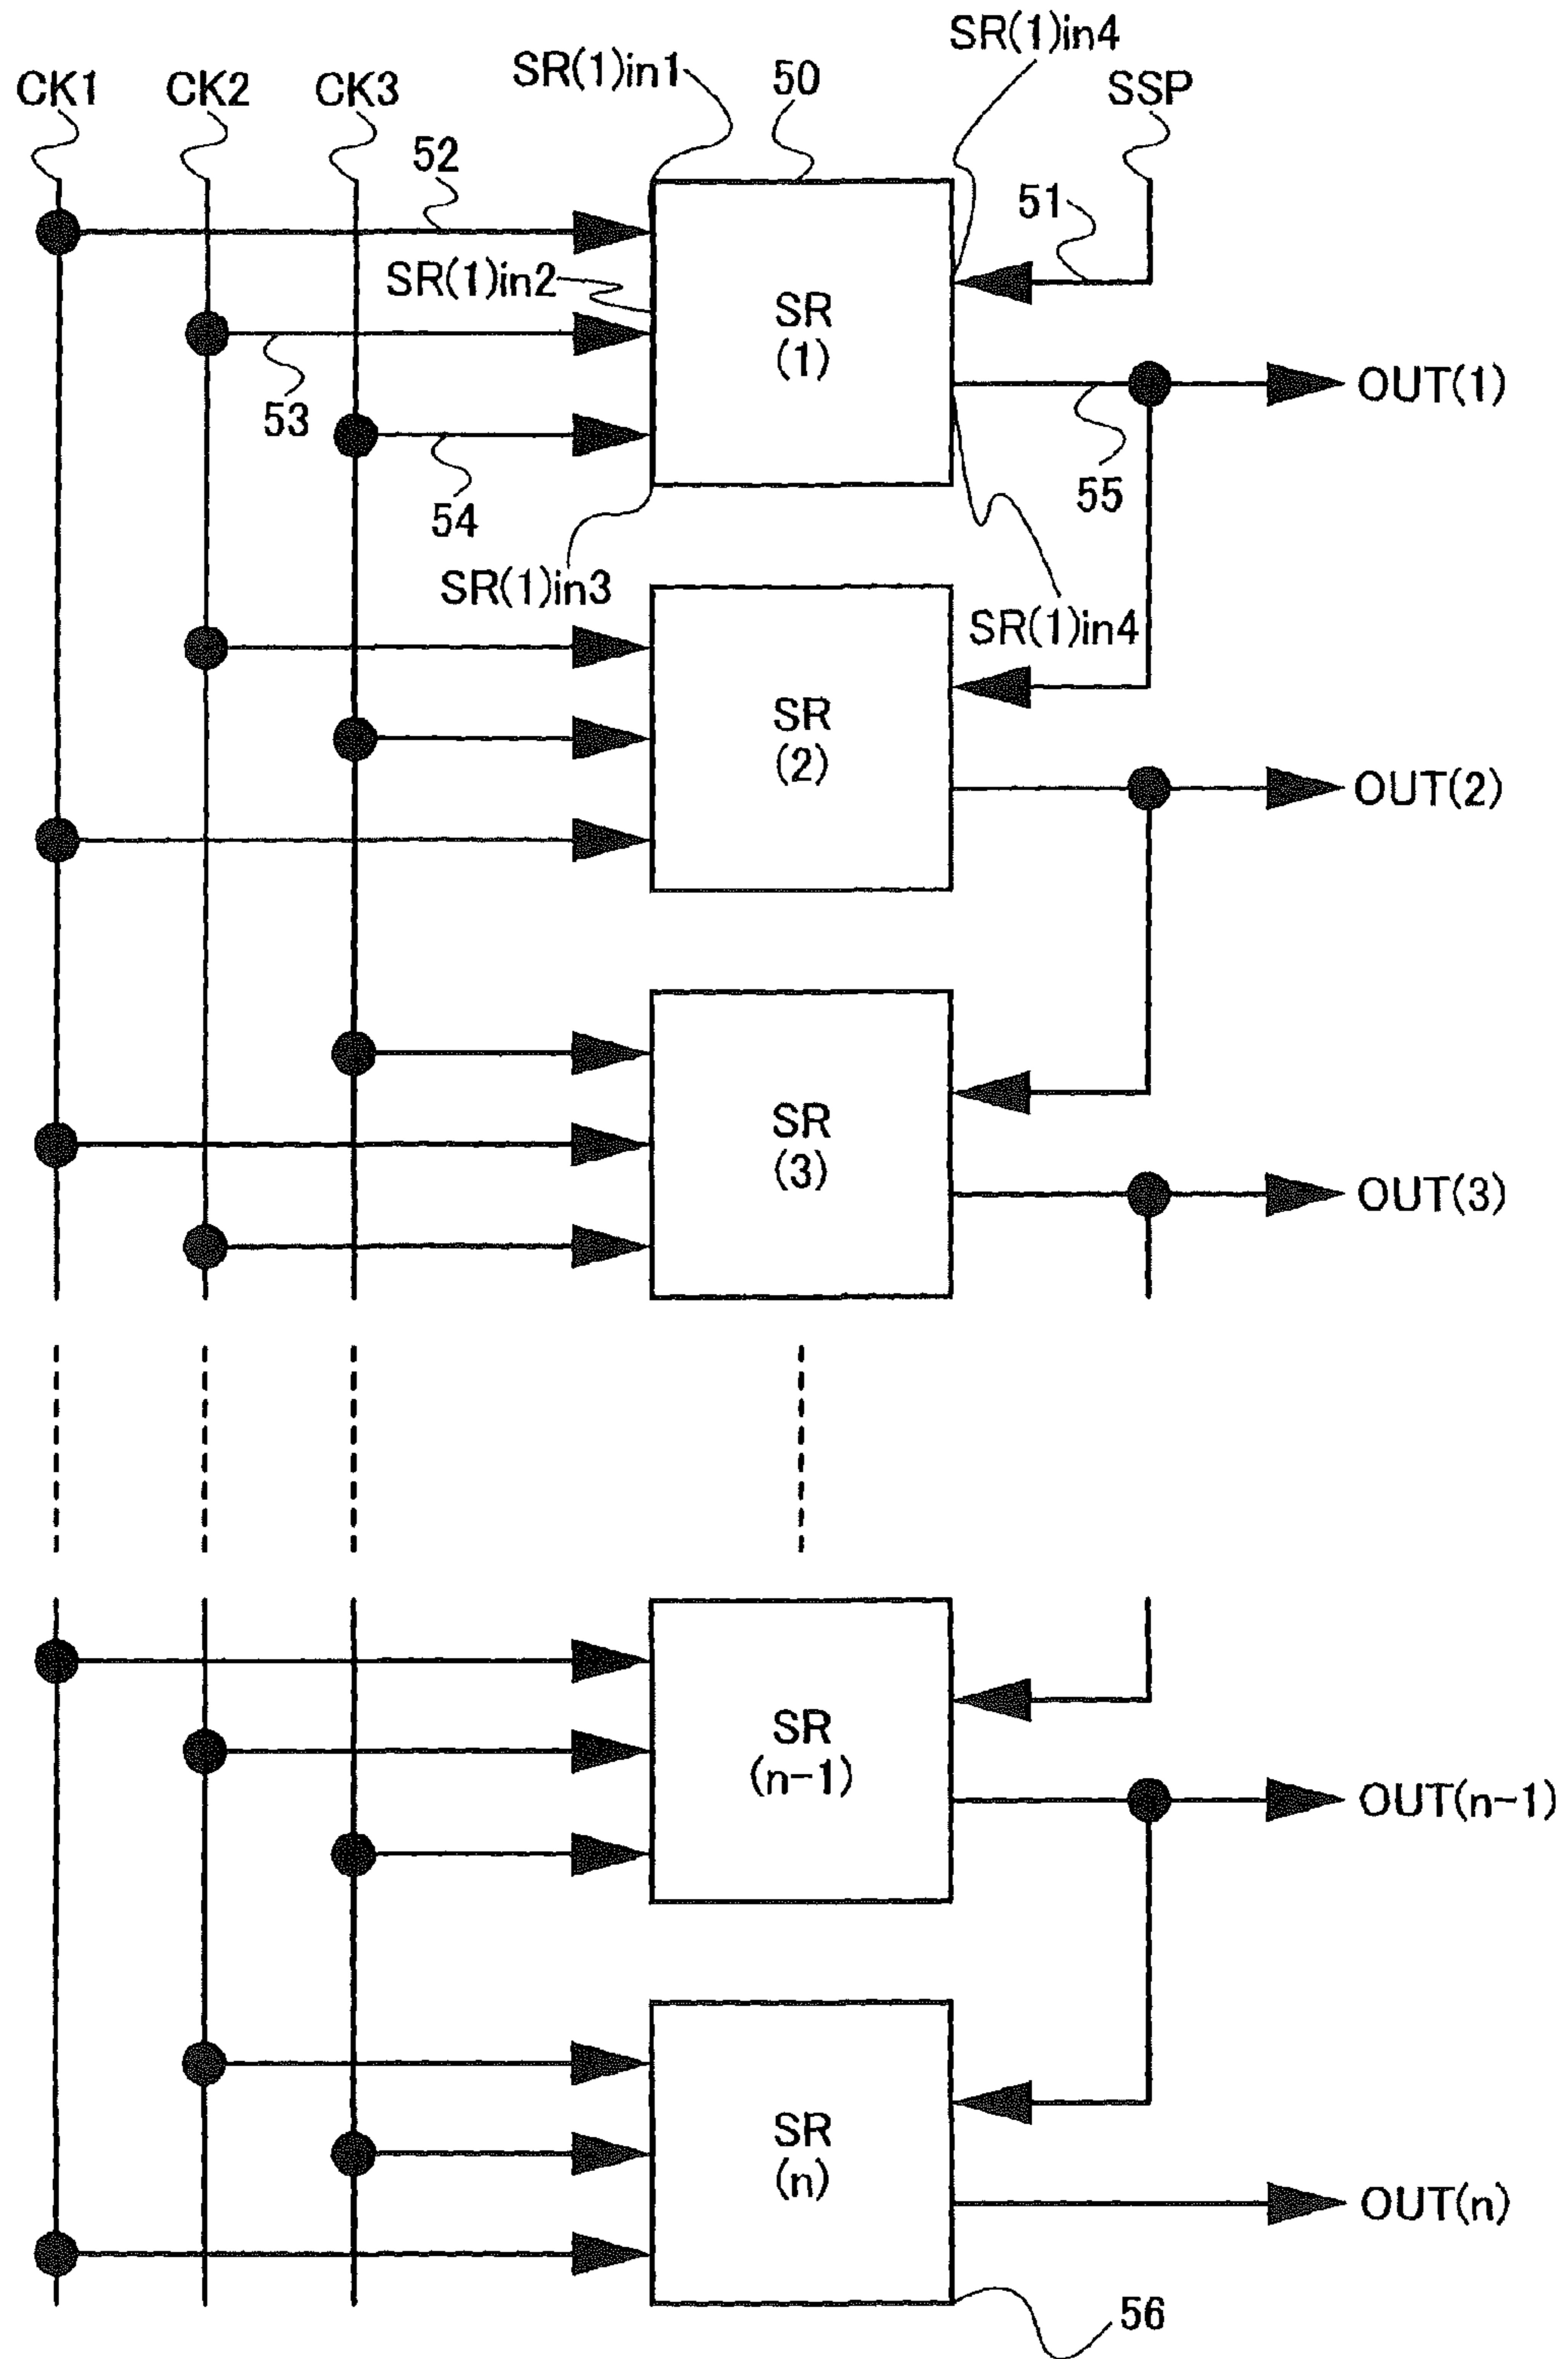 CK1
CK2
CK3
SR(1)in1
50
SR(1)in4
SSP
52
51
SR(1)in2
SR
(1)
OUT(1)
53
54
55
SR(1)in3
SR(1)in4
SR
(2)
OUT(2)
SR
(3)
OUT(3)
SR
(n-1)
OUT(n-1)
SR
(n)
OUT(n)
56